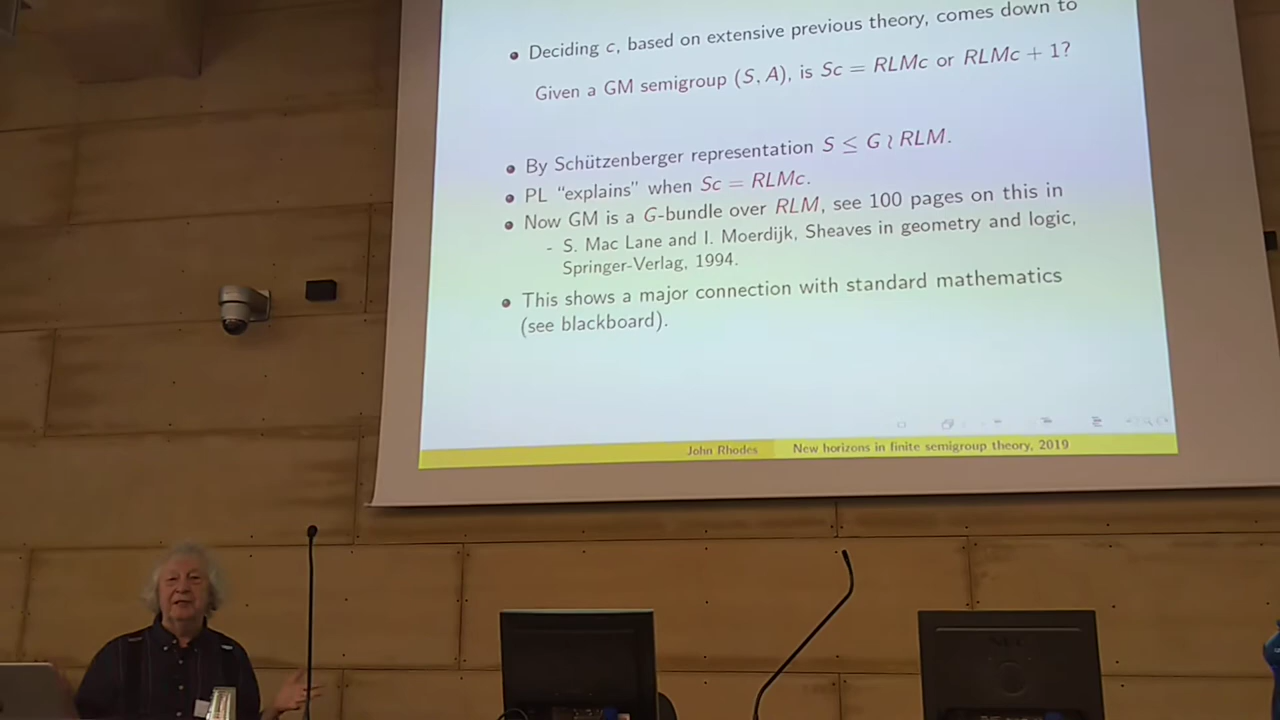 • Deciding c, based on extensive previous theory, comes down to
Given a GM semigroup (S, A), is Sc = RLMc or RLMc + 1?
• By Schützenberger representation S ≤ G ≀ RLM.
• PL “explains” when Sc = RLMc.
• Now GM is a G-bundle over RLM, see 100 pages on this in
- S. Mac Lane and I. Moerdijk, Sheaves in geometry and logic,
Springer-Verlag, 1994.
• This shows a major connection with standard mathematics
(see blackboard).
John Rhodes New horizons in finite semigroup theory, 2019
NEC